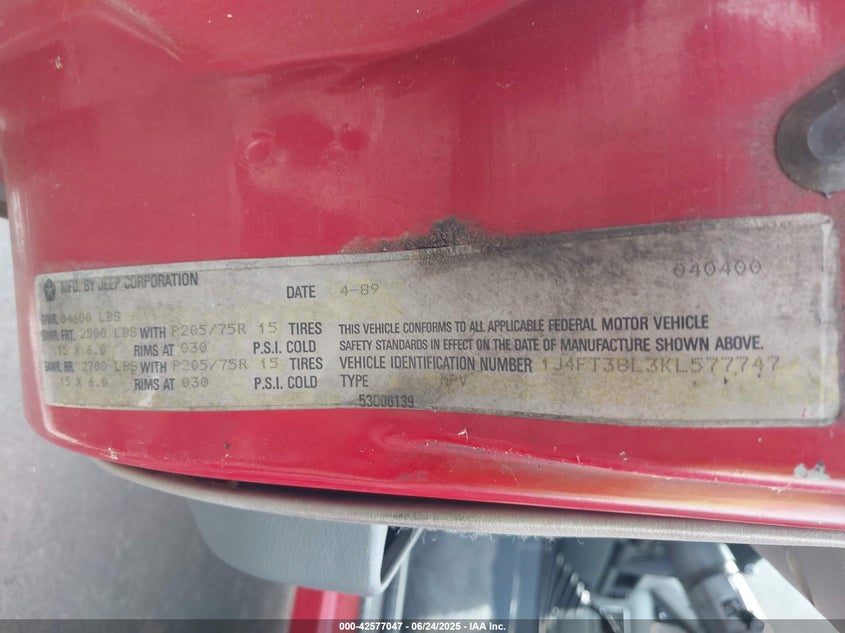 MFD. BY JEEP CORPORATION DATE 4-89 040400
GVWR. 04600 LBS
GAWR. FRT. 2500 LBS WITH P205/75R 15 TIRES
15 X 6.0 RIMS AT 030 P.S.I. COLD
GAWR. RR. 2700 LBS WITH P205/75R 15 TIRES
15 X 6.0 RIMS AT 030 P.S.I. COLD
THIS VEHICLE CONFORMS TO ALL APPLICABLE FEDERAL MOTOR VEHICLE
SAFETY STANDARDS IN EFFECT ON THE DATE OF MANUFACTURE SHOWN ABOVE.
VEHICLE IDENTIFICATION NUMBER 1J4FT38L3KL577747
TYPE MPV
53006139
000-42577047 - 06/24/2025 - IAA Inc.